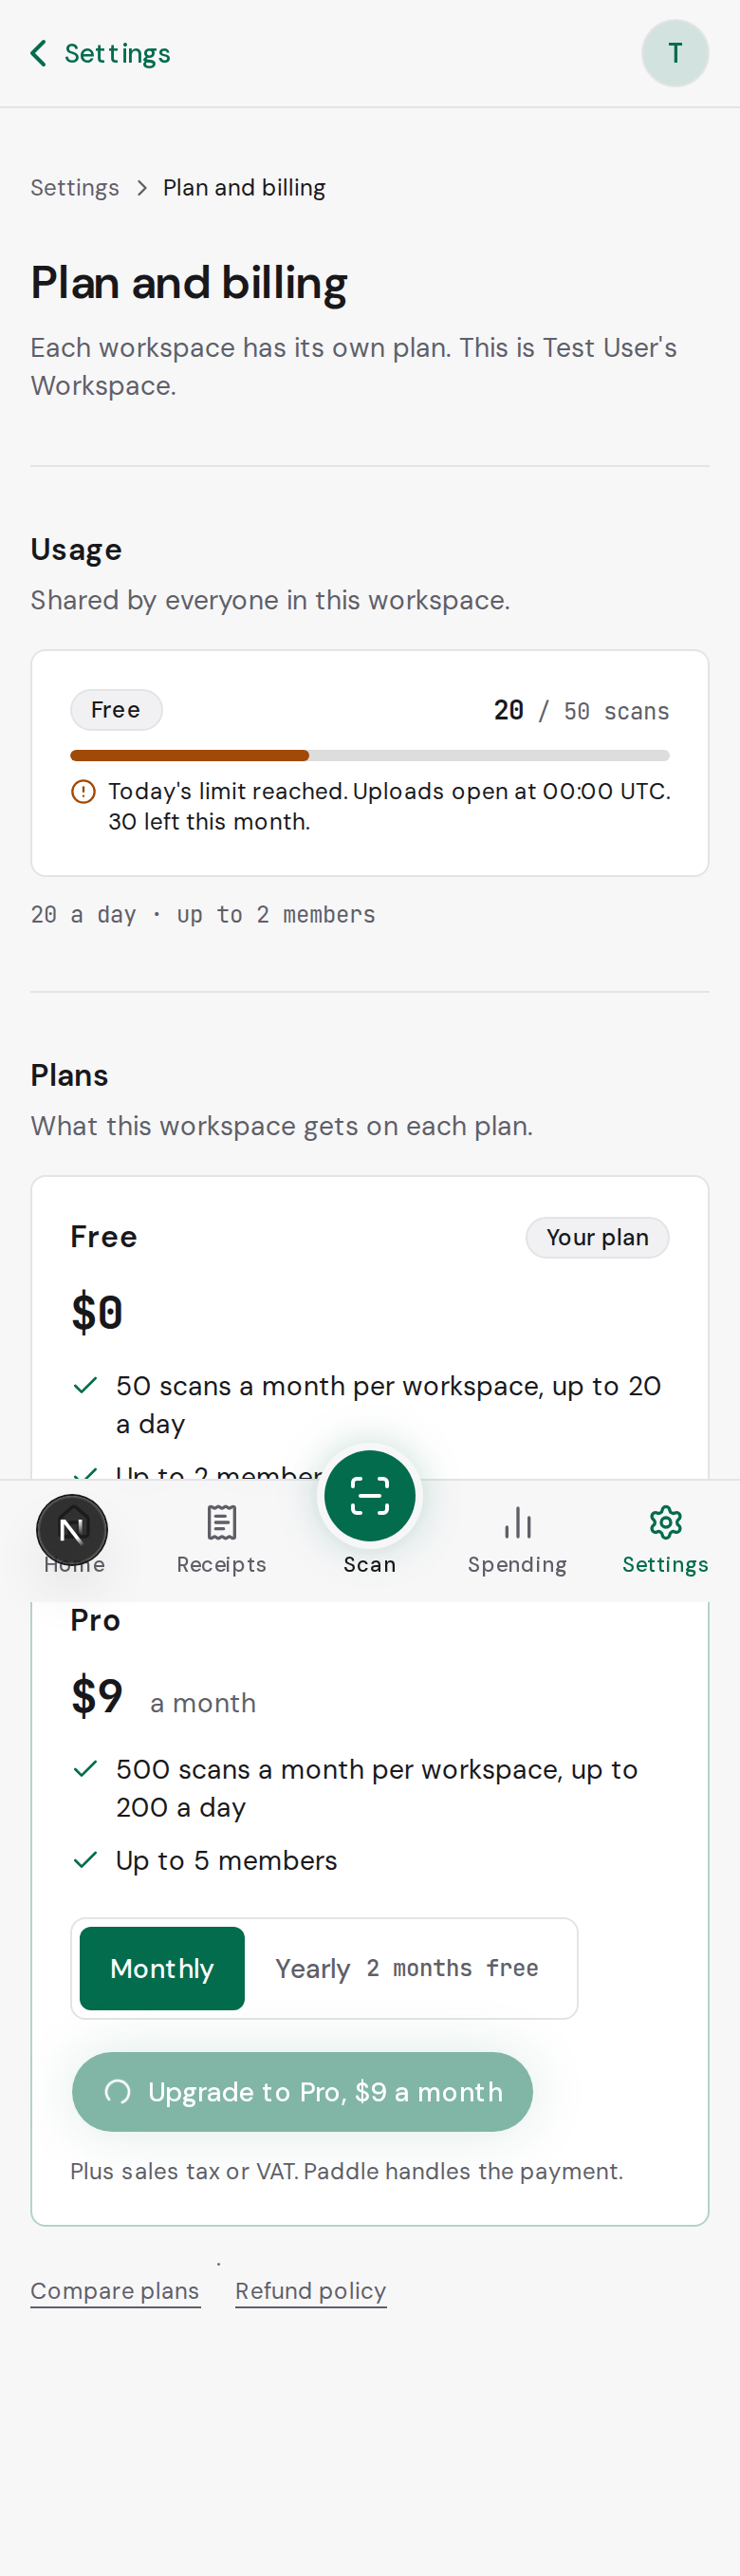 Settings
T
Settings > Plan and billing
Plan and billing
Each workspace has its own plan. This is Test User's
Workspace.
Usage
Shared by everyone in this workspace.
Free
20 / 50 scans
Today's limit reached. Uploads open at 00:00 UTC.
30 left this month.
20 a day · up to 2 members
Plans
What this workspace gets on each plan.
Free
Your plan
$0
50 scans a month per workspace, up to 20
a day
Up to 2 member
N
Home
Receipts
Scan
Spending
Settings
Pro
$9 a month
500 scans a month per workspace, up to
200 a day
Up to 5 members
Monthly
Yearly 2 months free
Upgrade to Pro, $9 a month
Plus sales tax or VAT. Paddle handles the payment.
Compare plans · Refund policy